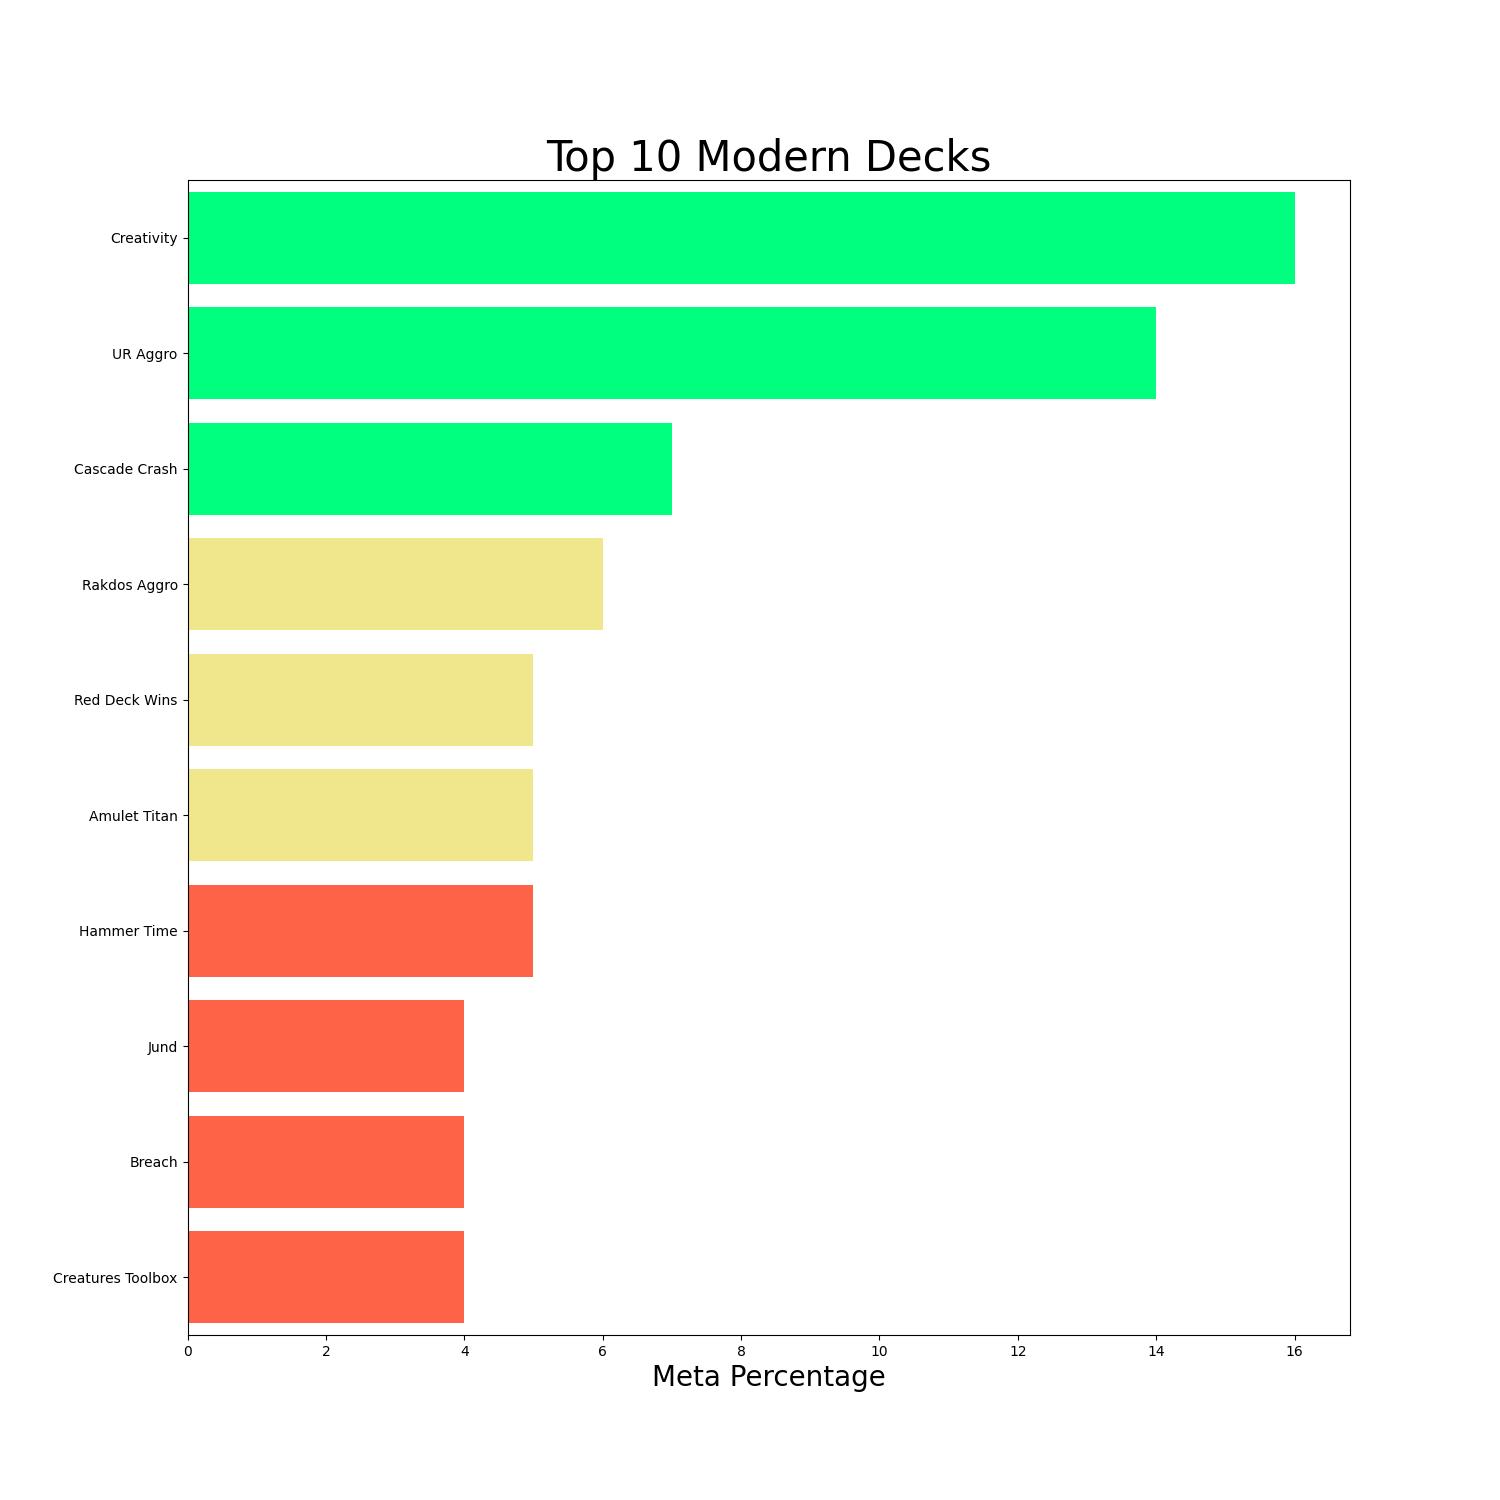 Top 10 Modern Decks
Creativity
UR Aggro
Cascade Crash
Rakdos Aggro
Red Deck Wins
Amulet Titan
Hammer Time
Jund
Breach
Creatures Toolbox
0 2 4 6 8 10 12 14 16
Meta Percentage